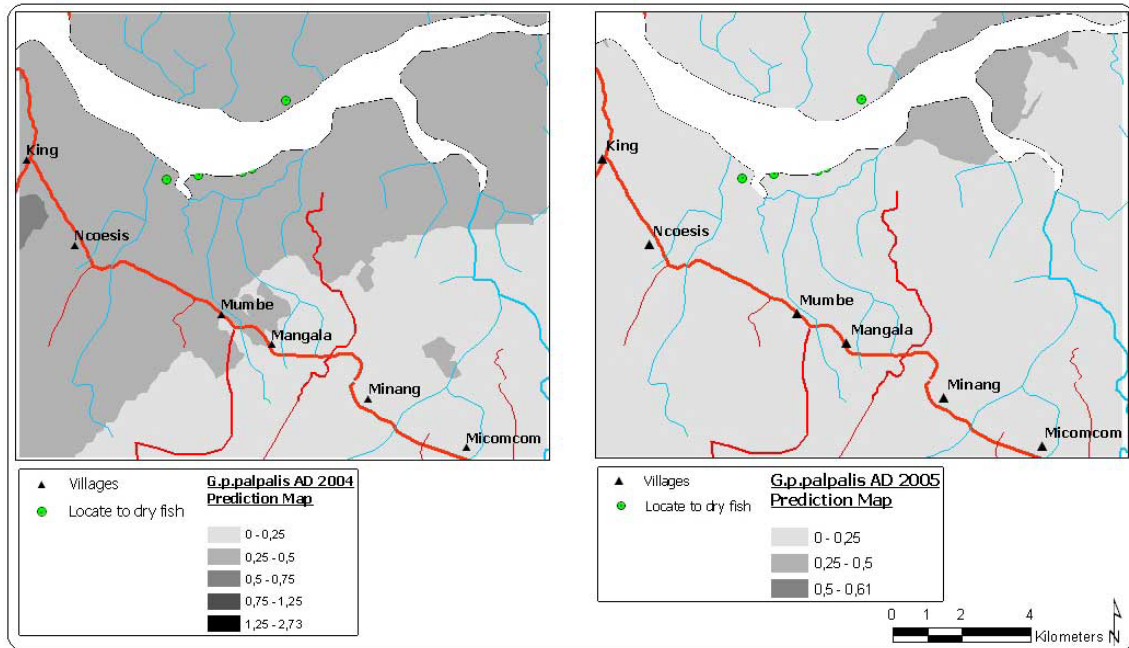 King
Ncoesis
Mumbe
Mangala
Minang
Micomcom
Villages
Locate to dry fish
G.p.palpalis AD 2004
Prediction Map
0 - 0,25
0,25 - 0,5
0,5 - 0,75
0,75 - 1,25
1,25 - 2,73
King
Ncoesis
Mumbe
Mangala
Minang
Micomcom
Villages
Locate to dry fish
G.p.palpalis AD 2005
Prediction Map
0 - 0,25
0,25 - 0,5
0,5 - 0,61
0 1 2 4
Kilometers
N